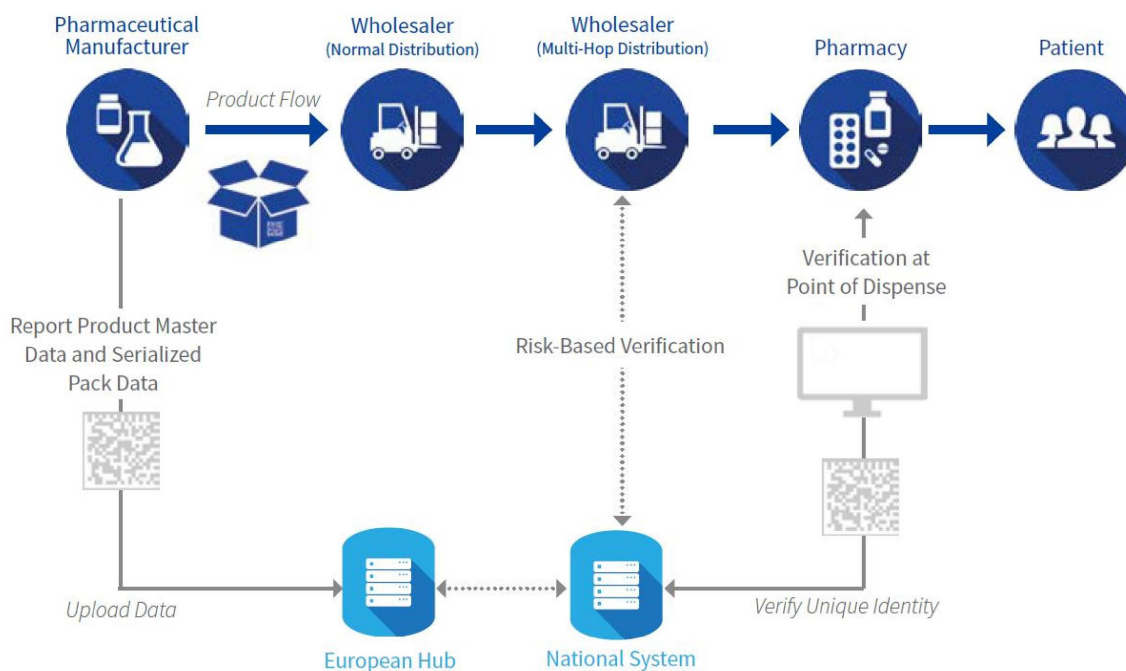 Pharmaceutical
Manufacturer
Wholesaler
(Normal Distribution)
Wholesaler
(Multi-Hop Distribution)
Pharmacy
Patient
Product Flow
Report Product Master
Data and Serialized
Pack Data
Risk-Based Verification
Verification at
Point of Dispense
Upload Data
Verify Unique Identity
European Hub
National System